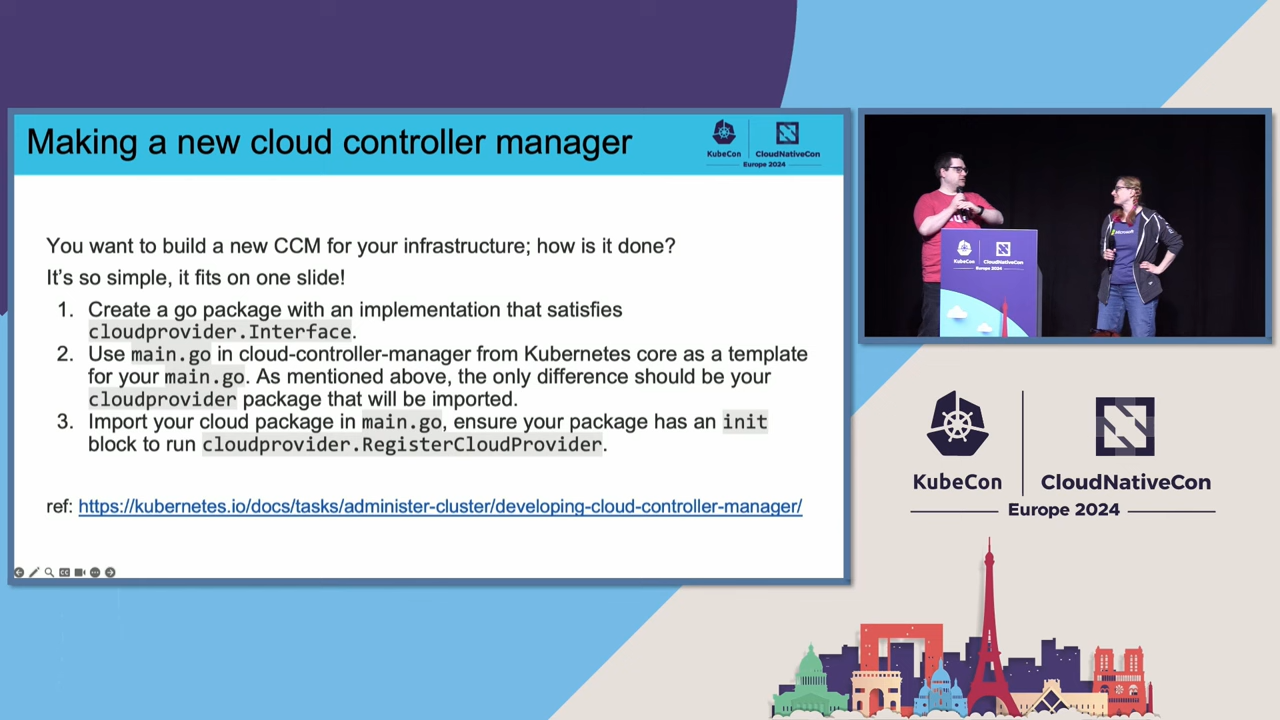 Making a new cloud controller manager
KubeCon
CloudNativeCon
Europe 2024
You want to build a new CCM for your infrastructure; how is it done?
It's so simple, it fits on one slide!
1. Create a go package with an implementation that satisfies
cloudprovider.Interface.
2. Use main.go in cloud-controller-manager from Kubernetes core as a template
for your main.go. As mentioned above, the only difference should be your
cloudprovider package that will be imported.
3. Import your cloud package in main.go, ensure your package has an init
block to run cloudprovider.RegisterCloudProvider.
ref: https://kubernetes.io/docs/tasks/administer-cluster/developing-cloud-controller-manager/
Microsoft
KubeCon
CloudNativeCon
Europe 2024
KubeCon
CloudNativeCon
Europe 2024